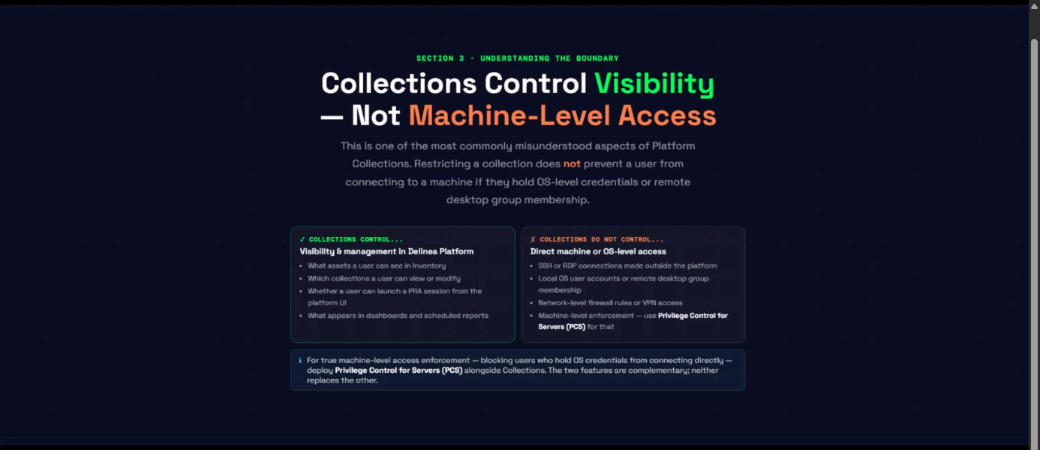 SECTION 3 · UNDERSTANDING THE BOUNDARY
Collections Control Visibility
— Not Machine-Level Access
This is one of the most commonly misunderstood aspects of Platform
Collections. Restricting a collection does not prevent a user from
connecting to a machine if they hold OS-level credentials or remote
desktop group membership.
✓ COLLECTIONS CONTROL...
Visibility & management in Delinea Platform
• What assets a user can see in Inventory
• Which collections a user can view or modify
• Whether a user can launch a PRA session from the
platform UI
• What appears in dashboards and scheduled reports
✗ COLLECTIONS DO NOT CONTROL...
Direct machine or OS-level access
• SSH or RDP connections made outside the platform
• Local OS user accounts or remote desktop group
membership
• Network-level firewall rules or VPN access
• Machine-level enforcement — use Privilege Control for
Servers (PCS) for that
ℹ For true machine-level access enforcement — blocking users who hold OS credentials from connecting directly —
deploy Privilege Control for Servers (PCS) alongside Collections. The two features are complementary; neither
replaces the other.